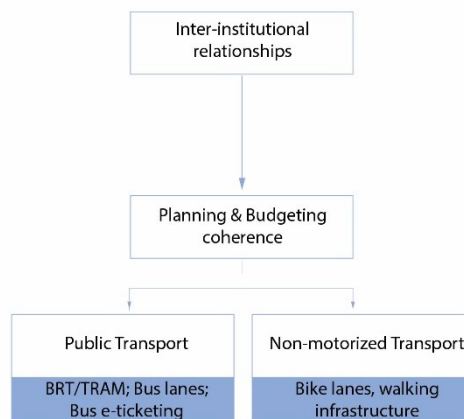 Inter-institutional
relationships
Planning & Budgeting
coherence
Public Transport
Non-motorized Transport
BRT/TRAM; Bus lanes;
Bus e-ticketing
Bike lanes, walking
infrastructure